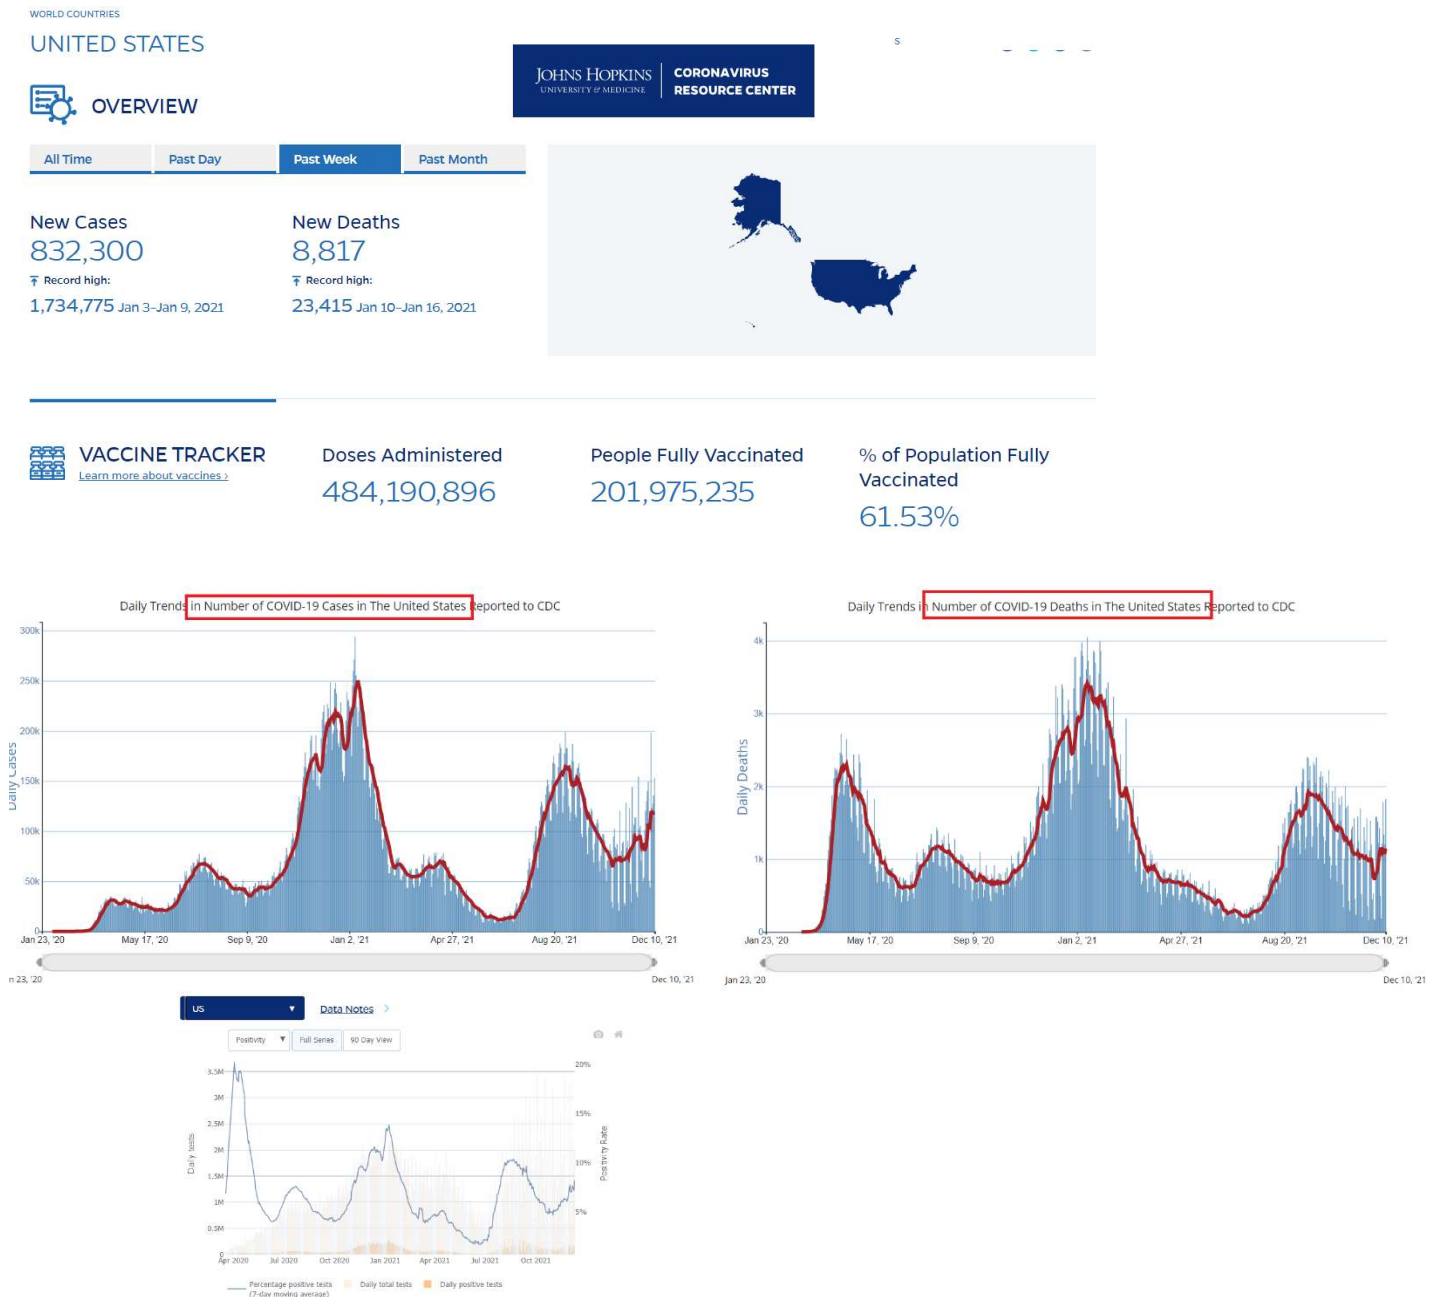 WORLD COUNTRIES
UNITED STATES
S
JOHNS HOPKINS
UNIVERSITY & MEDICINE
CORONAVIRUS
RESOURCE CENTER
OVERVIEW
All Time Past Day Past Week Past Month
New Cases
832,300
Record high:
1,734,775 Jan 3–Jan 9, 2021
New Deaths
8,817
Record high:
23,415 Jan 10–Jan 16, 2021
VACCINE TRACKER
Learn more about vaccines ›
Doses Administered
484,190,896
People Fully Vaccinated
201,975,235
% of Population Fully
Vaccinated
61.53%
Daily Trends in Number of COVID-19 Cases in The United States Reported to CDC
300k
250k
200k
150k
100k
50k
0
Daily Cases
Jan 23, '20 May 17, '20 Sep 9, '20 Jan 2, '21 Apr 27, '21 Aug 20, '21 Dec 10, '21
n 23, '20 Dec 10, '21
Daily Trends in Number of COVID-19 Deaths in The United States Reported to CDC
4k
3k
2k
1k
0
Daily Deaths
Jan 23, '20 May 17, '20 Sep 9, '20 Jan 2, '21 Apr 27, '21 Aug 20, '21 Dec 10, '21
Jan 23, '20 Dec 10, '21
US Data Notes
Positivity Full Series 90 Day View
3.5M
3M
2.5M
2M
1.5M
1M
0.5M
0
Daily tests
20%
15%
10%
5%
Positivity Rate
Apr 2020 Jul 2020 Oct 2020 Jan 2021 Apr 2021 Jul 2021 Oct 2021
Percentage positive tests
(7-day moving average)
Daily total tests
Daily positive tests